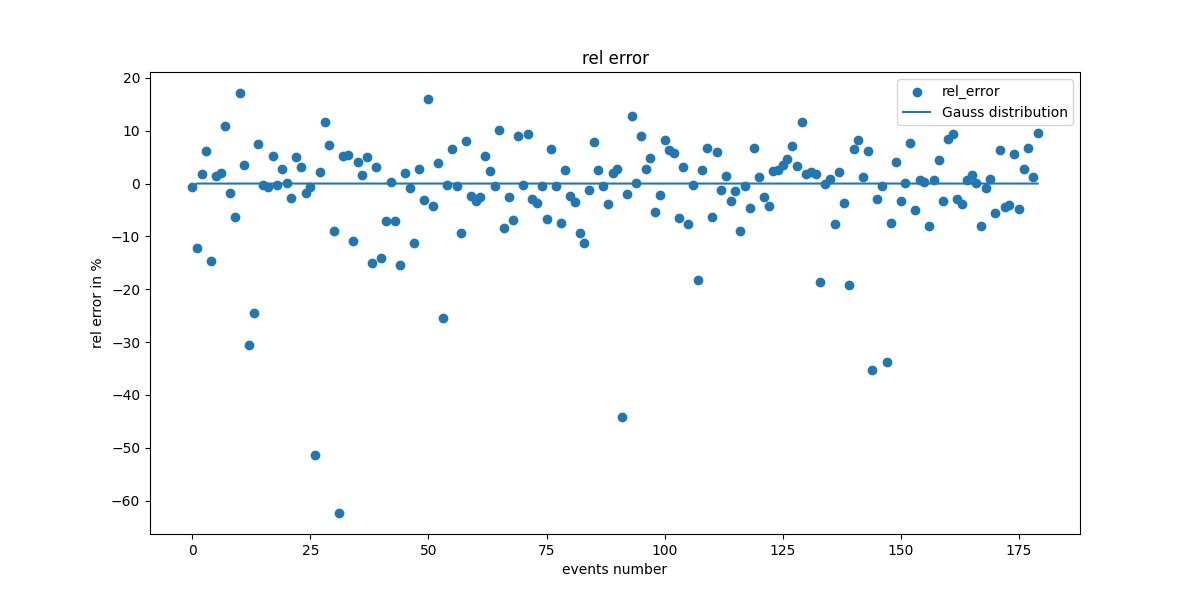 rel error
rel_error
Gauss distribution
20
10
0
−10
−20
−30
−40
−50
−60
rel error in %
0 25 50 75 100 125 150 175
events number